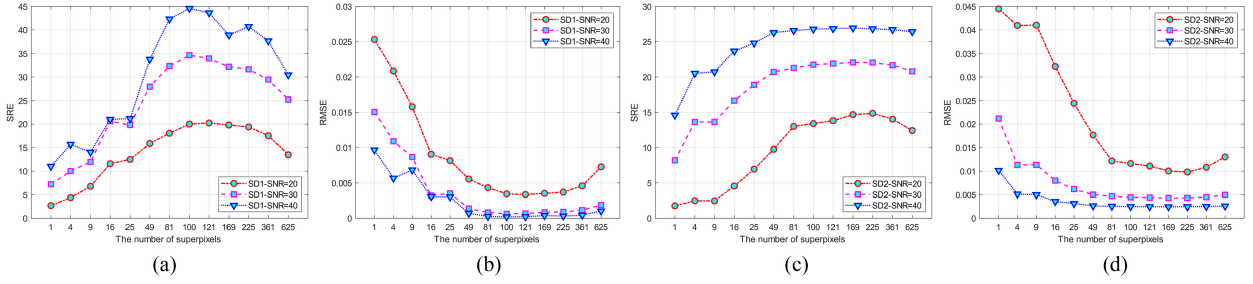 45
40
35
30
25
20
15
10
5
0
SRE
1 4 9 16 25 49 81 100 121 169 225 361 625
The number of superpixels
SD1-SNR=20
SD1-SNR=30
SD1-SNR=40
(a)
0.03
0.025
0.02
0.015
0.01
0.005
0
RMSE
1 4 9 16 25 49 81 100 121 169 225 361 625
The number of superpixels
SD1-SNR=20
SD1-SNR=30
SD1-SNR=40
(b)
30
25
20
15
10
5
0
SRE
1 4 9 16 25 49 81 100 121 169 225 361 625
The number of superpixels
SD2-SNR=20
SD2-SNR=30
SD2-SNR=40
(c)
0.045
0.04
0.035
0.03
0.025
0.02
0.015
0.01
0.005
0
RMSE
1 4 9 16 25 49 81 100 121 169 225 361 625
The number of superpixels
SD2-SNR=20
SD2-SNR=30
SD2-SNR=40
(d)